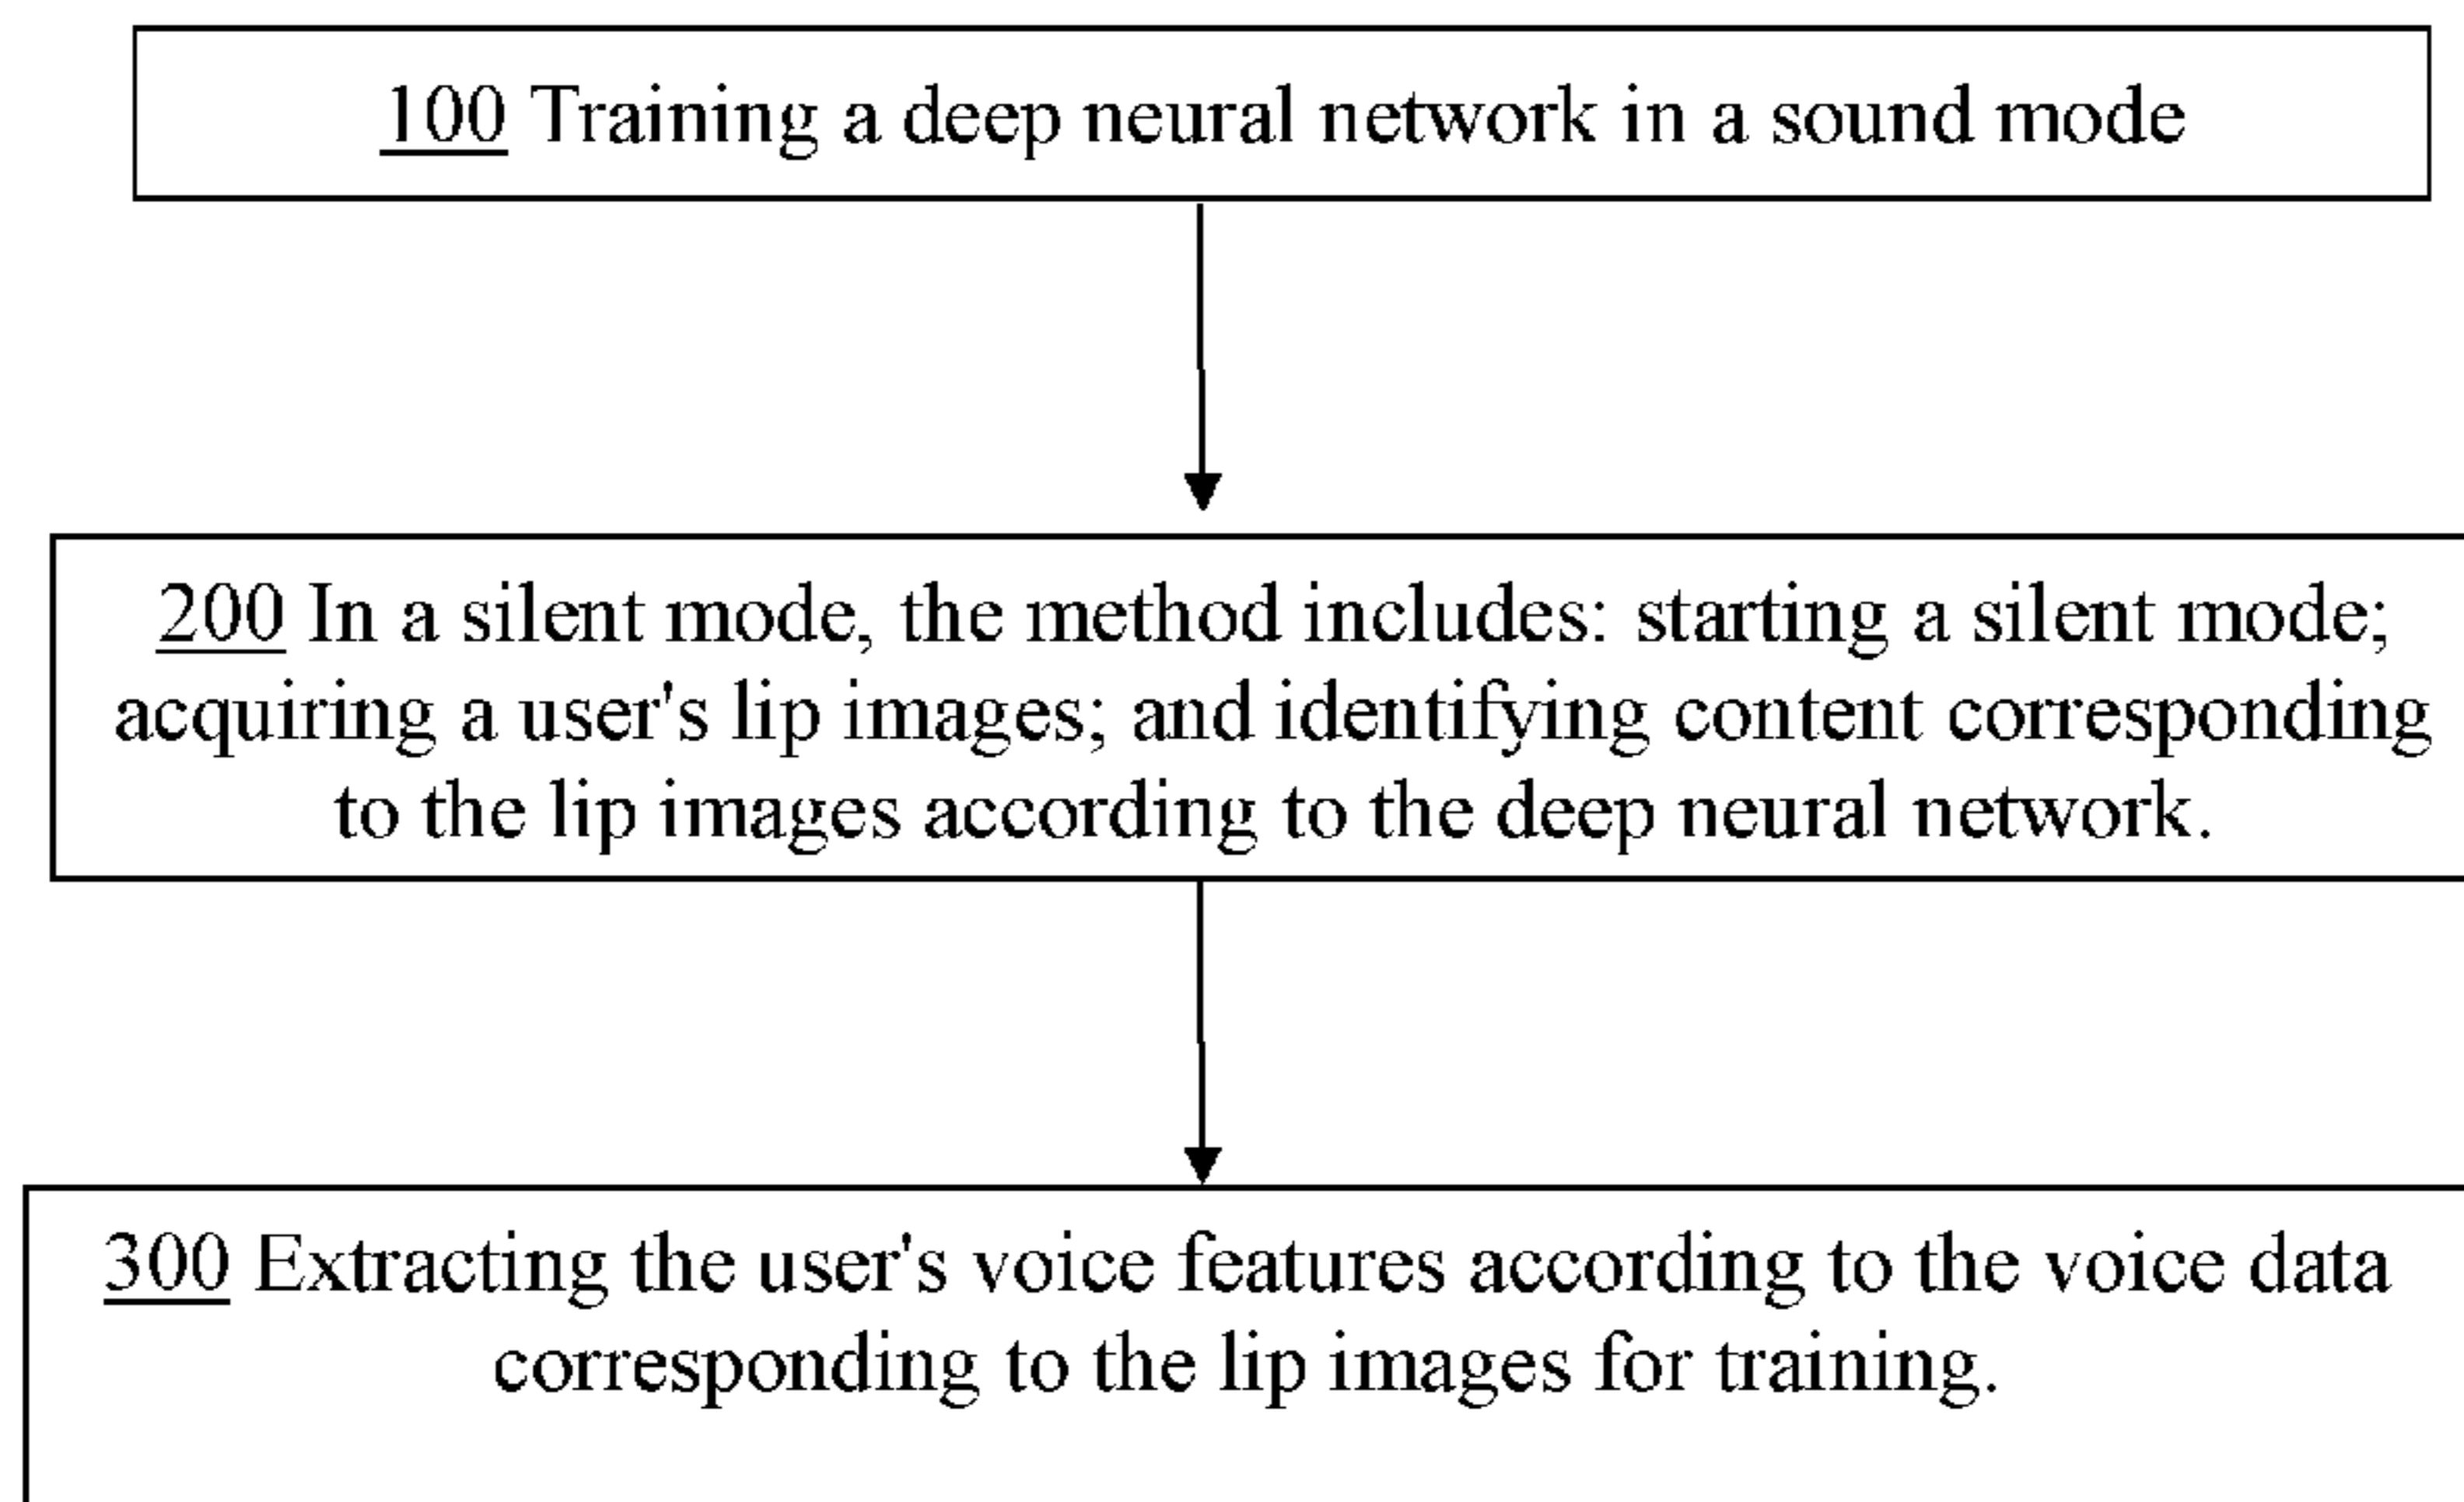 100 Training a deep neural network in a sound mode
200 In a silent mode, the method includes: starting a silent mode;
acquiring a user's lip images; and identifying content corresponding
to the lip images according to the deep neural network.
300 Extracting the user's voice features according to the voice data
corresponding to the lip images for training.